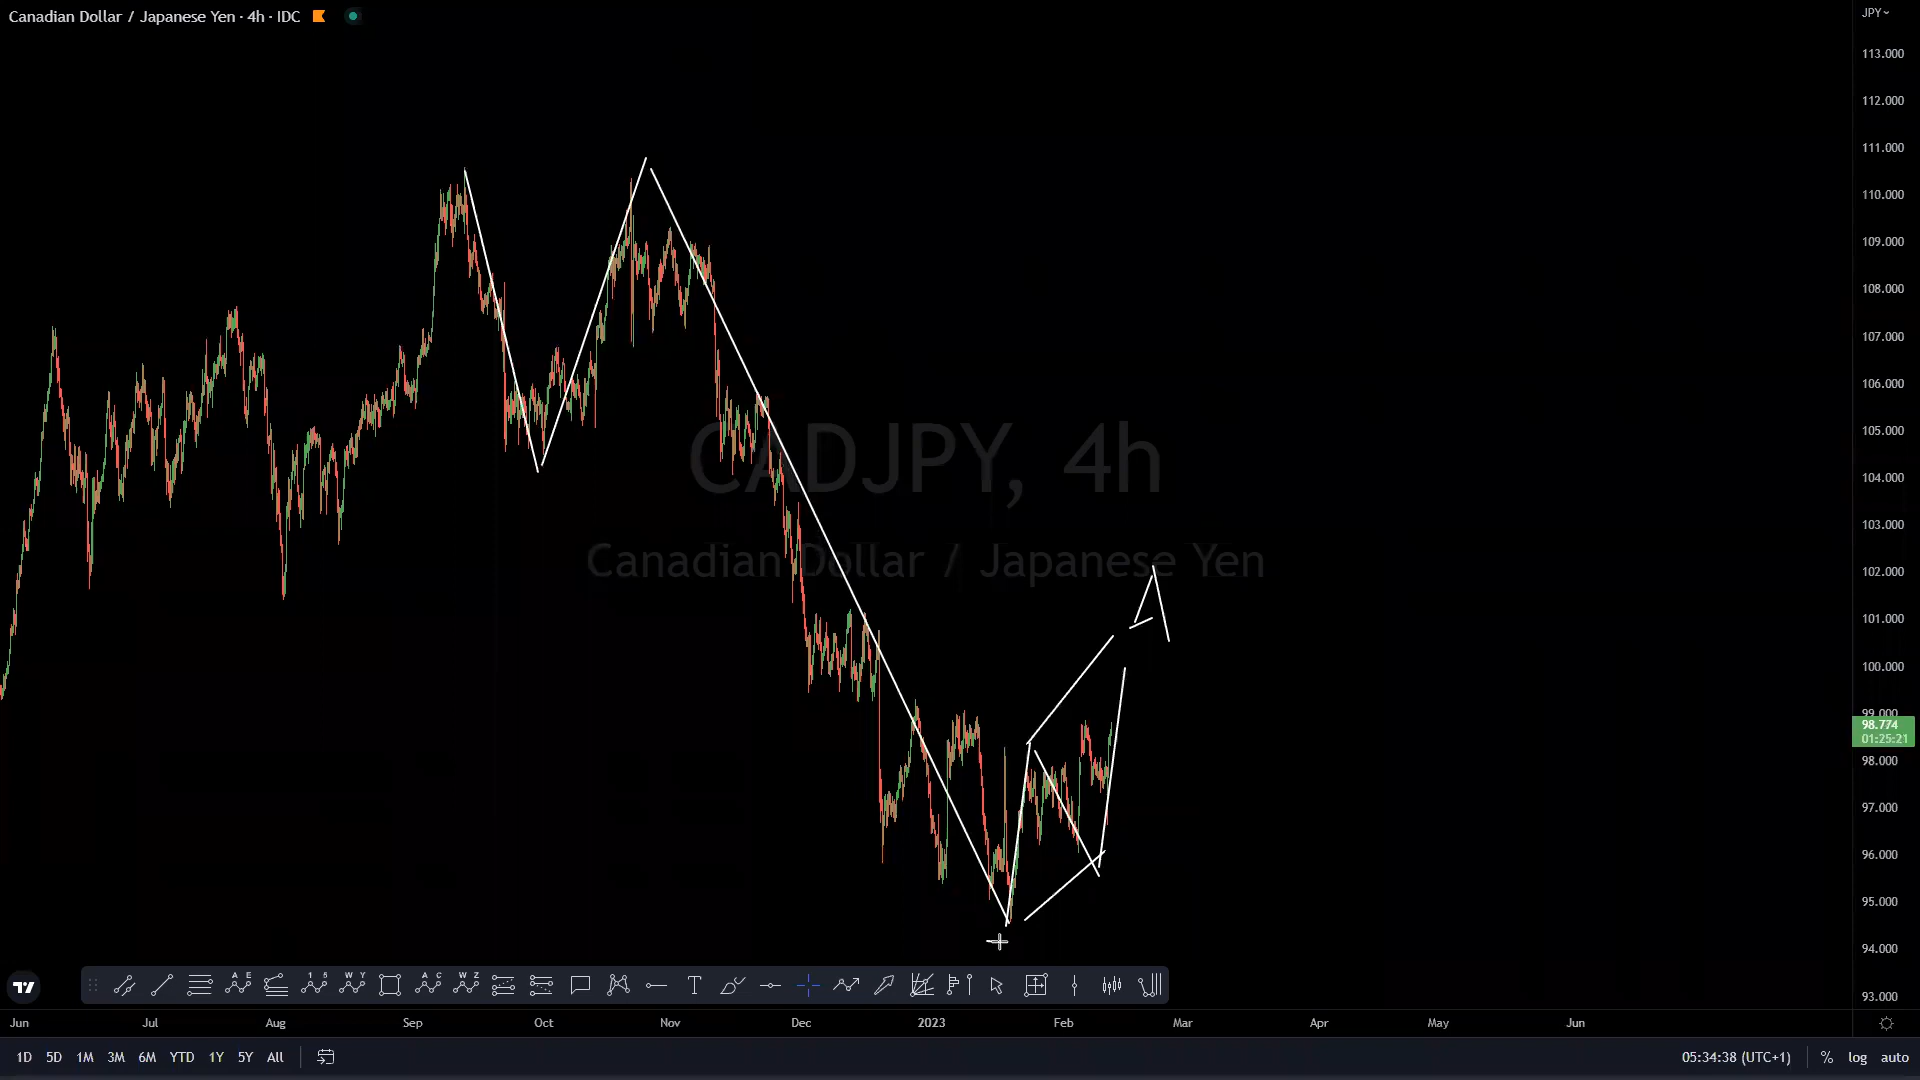 Canadian Dollar / Japanese Yen · 4h · IDC
JPY
113.000
112.000
111.000
110.000
109.000
108.000
107.000
106.000
105.000
104.000
103.000
102.000
101.000
100.000
99.000
98.774
01:25:21
98.000
97.000
96.000
95.000
94.000
93.000
CADJPY, 4h
Canadian Dollar / Japanese Yen
A E
1 5
W Y
A C
W Z
T
Jun Jul Aug Sep Oct Nov Dec 2023 Feb Mar Apr May Jun
1D 5D 1M 3M 6M YTD 1Y 5Y All 05:34:38 (UTC+1) % log auto